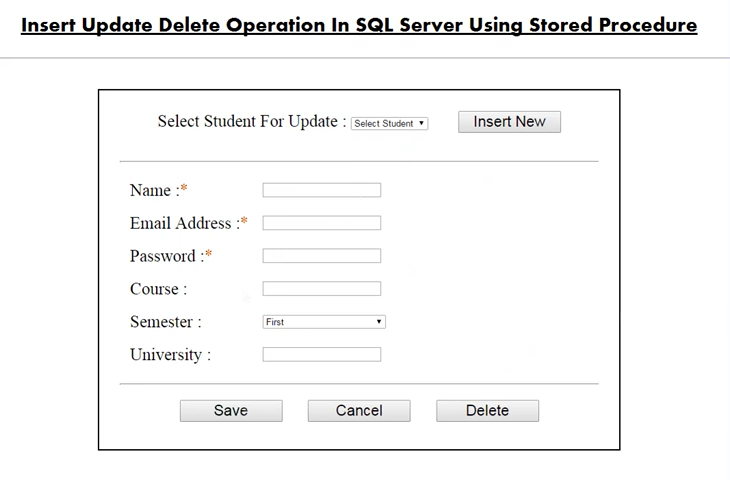 Insert Update Delete Operation In SQL Server Using Stored Procedure
Select Student For Update : Select Student Insert New
Name :*
Email Address :*
Password :*
Course :
Semester : First
University :
Save Cancel Delete